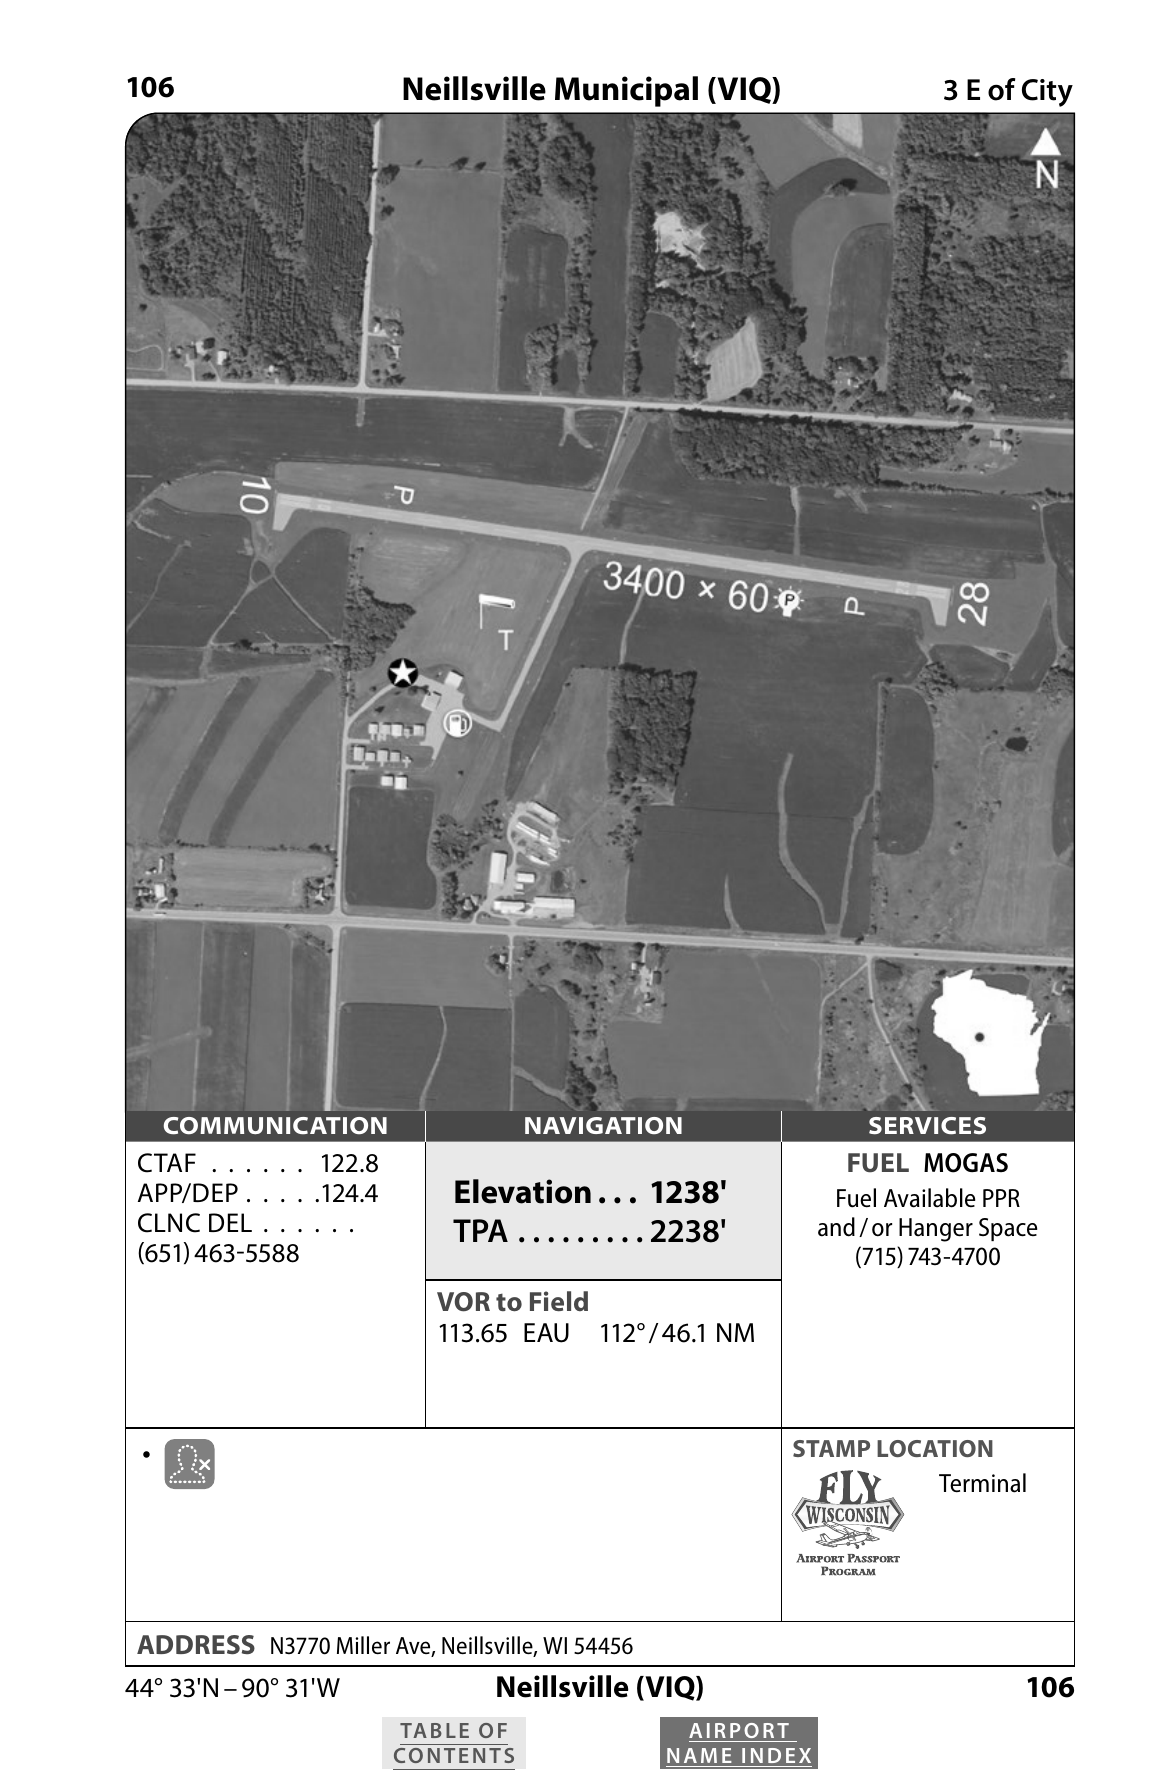 106
Neillsville Municipal (VIQ)
3 E of City
N
10
P
3400 × 60
P
P
28
T
COMMUNICATION
CTAF . . . . . . 122.8
APP/DEP . . . . .124.4
CLNC DEL . . . . . .
(651) 463-5588
NAVIGATION
Elevation . . . 1238'
TPA . . . . . . . . . 2238'
VOR to Field
113.65 EAU 112° / 46.1 NM
SERVICES
FUEL MOGAS
Fuel Available PPR
and / or Hanger Space
(715) 743-4700
•
STAMP LOCATION
Terminal
FLY
WISCONSIN
AIRPORT PASSPORT
PROGRAM
ADDRESS N3770 Miller Ave, Neillsville, WI 54456
44° 33'N – 90° 31'W
Neillsville (VIQ)
106
TABLE OF
CONTENTS
AIRPORT
NAME INDEX